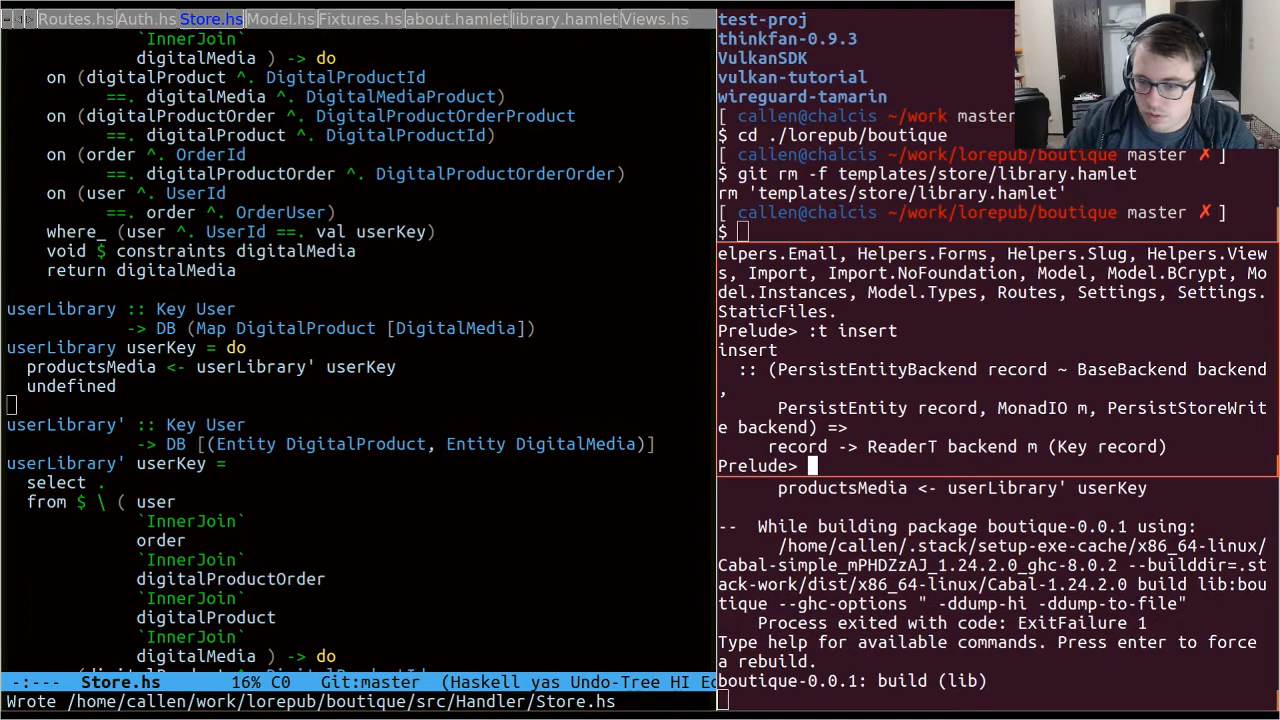 Routes.hs Auth.hs Store.hs Model.hs Fixtures.hs about.hamlet library.hamlet Views.hs
`InnerJoin`
digitalMedia ) -> do
on (digitalProduct ^. DigitalProductId
==. digitalMedia ^. DigitalMediaProduct)
on (digitalProductOrder ^. DigitalProductOrderProduct
==. digitalProduct ^. DigitalProductId)
on (order ^. OrderId
==. digitalProductOrder ^. DigitalProductOrderOrder)
on (user ^. UserId
==. order ^. OrderUser)
where_ (user ^. UserId ==. val userKey)
void $ constraints digitalMedia
return digitalMedia
userLibrary :: Key User
-> DB (Map DigitalProduct [DigitalMedia])
userLibrary userKey = do
productsMedia <- userLibrary' userKey
undefined
userLibrary' :: Key User
-> DB [(Entity DigitalProduct, Entity DigitalMedia)]
userLibrary' userKey =
select .
from $ \ ( user
`InnerJoin`
order
`InnerJoin`
digitalProductOrder
`InnerJoin`
digitalProduct
`InnerJoin`
digitalMedia ) -> do
-:--- Store.hs 16% C0 Git:master (Haskell yas Undo-Tree HI Ec
Wrote /home/callen/work/lorepub/boutique/src/Handler/Store.hs
test-proj
thinkfan-0.9.3
VulkanSDK
vulkan-tutorial
wireguard-tamarin
[ callen@chalcis ~/work master
$ cd ./lorepub/boutique
[ callen@chalcis ~/work/lorepub/boutique master ✗ ]
$ git rm -f templates/store/library.hamlet
rm 'templates/store/library.hamlet'
[ callen@chalcis ~/work/lorepub/boutique master ✗ ]
$
elpers.Email, Helpers.Forms, Helpers.Slug, Helpers.View
s, Import, Import.NoFoundation, Model, Model.BCrypt, Mo
del.Instances, Model.Types, Routes, Settings, Settings.
StaticFiles.
Prelude> :t insert
insert
:: (PersistEntityBackend record ~ BaseBackend backend
,
PersistEntity record, MonadIO m, PersistStoreWrit
e backend) =>
record -> ReaderT backend m (Key record)
Prelude>
productsMedia <- userLibrary' userKey
-- While building package boutique-0.0.1 using:
/home/callen/.stack/setup-exe-cache/x86_64-linux/
Cabal-simple_mPHDZzAJ_1.24.2.0_ghc-8.0.2 --builddir=.st
ack-work/dist/x86_64-linux/Cabal-1.24.2.0 build lib:bou
tique --ghc-options " -ddump-hi -ddump-to-file"
Process exited with code: ExitFailure 1
Type help for available commands. Press enter to force
a rebuild.
boutique-0.0.1: build (lib)